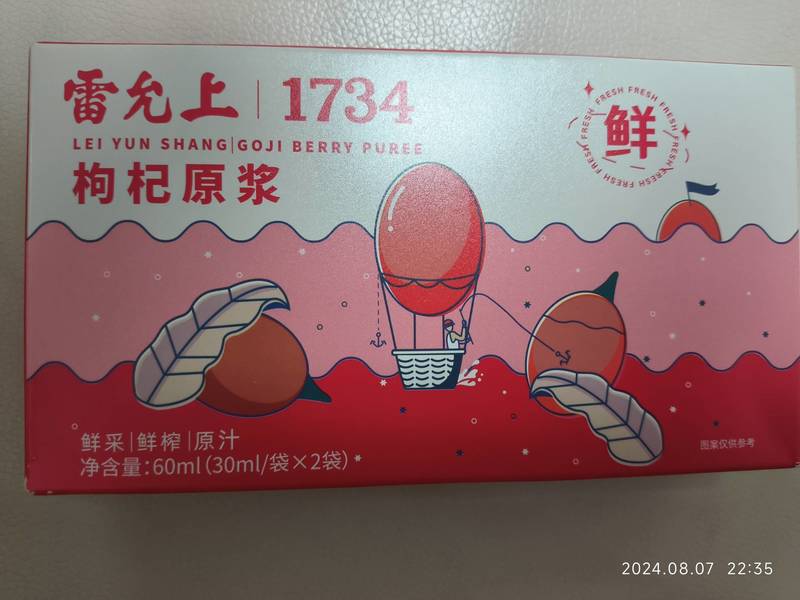 雷允上 | 1734
LEI YUN SHANG|GOJI BERRY PUREE
枸杞原浆
FRESH FRESH FRESH FRESH FRESH FRESH
鲜
鲜采|鲜榨|原汁
净含量:60ml(30ml/袋×2袋)
图案仅供参考
2024.08.07 22:35